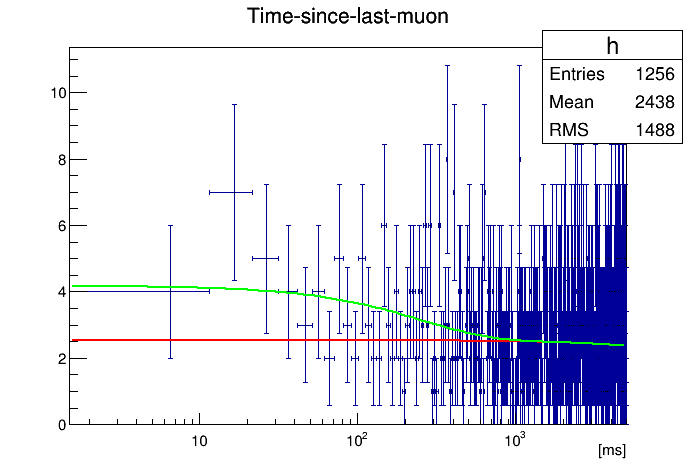 Time-since-last-muon
h
Entries 1256
Mean 2438
RMS 1488
10
8
6
4
2
0
10 10² 10³
[ms]